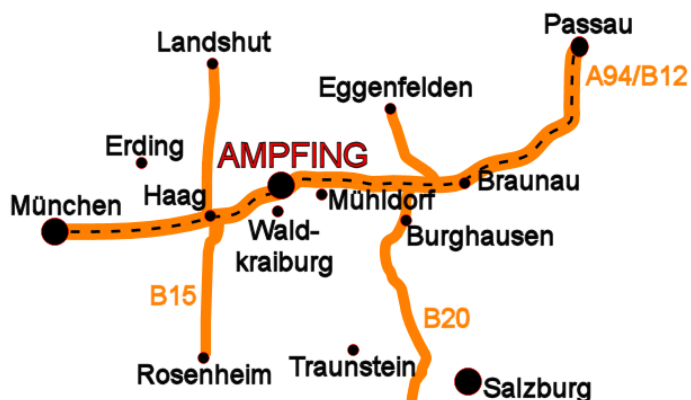 Passau
Landshut
A94/B12
Eggenfelden
Erding
AMPFING
Braunau
Haag
Mühldorf
München
Wald-
kraiburg
Burghausen
B15
B20
Traunstein
Rosenheim
Salzburg